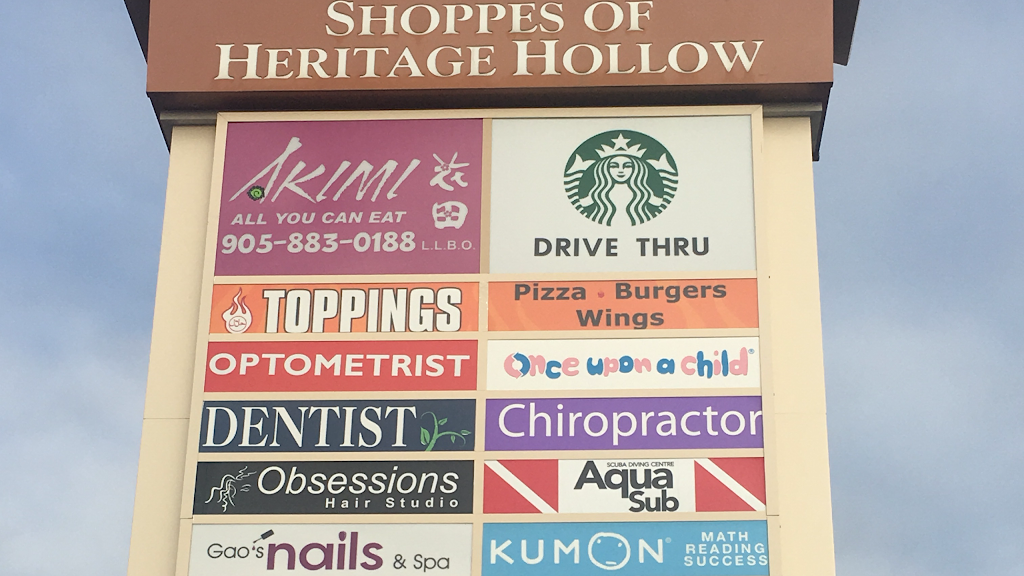 SHOPPES OF
HERITAGE HOLLOW
AKIMI
ALL YOU CAN EAT
905-883-0188 L.L.B.O.
DRIVE THRU
TOPPINGS
Pizza • Burgers
Wings
OPTOMETRIST
Once upon a child®
DENTIST
Chiropractor
Obsessions
Hair Studio
SCUBA DIVING CENTRE
Aqua
Sub
Gao's nails & Spa
KUMON®
MATH
READING
SUCCESS